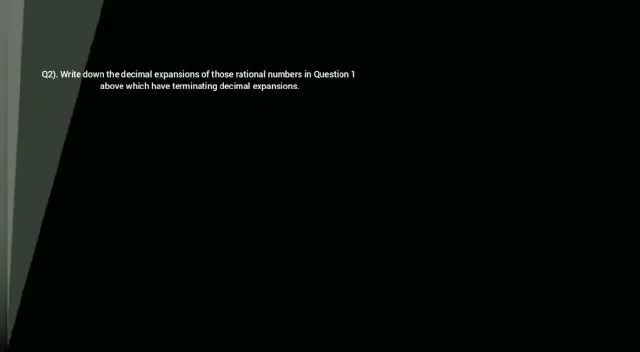 Q2). Write down the decimal expansions of those rational numbers in Question 1
above which have terminating decimal expansions.